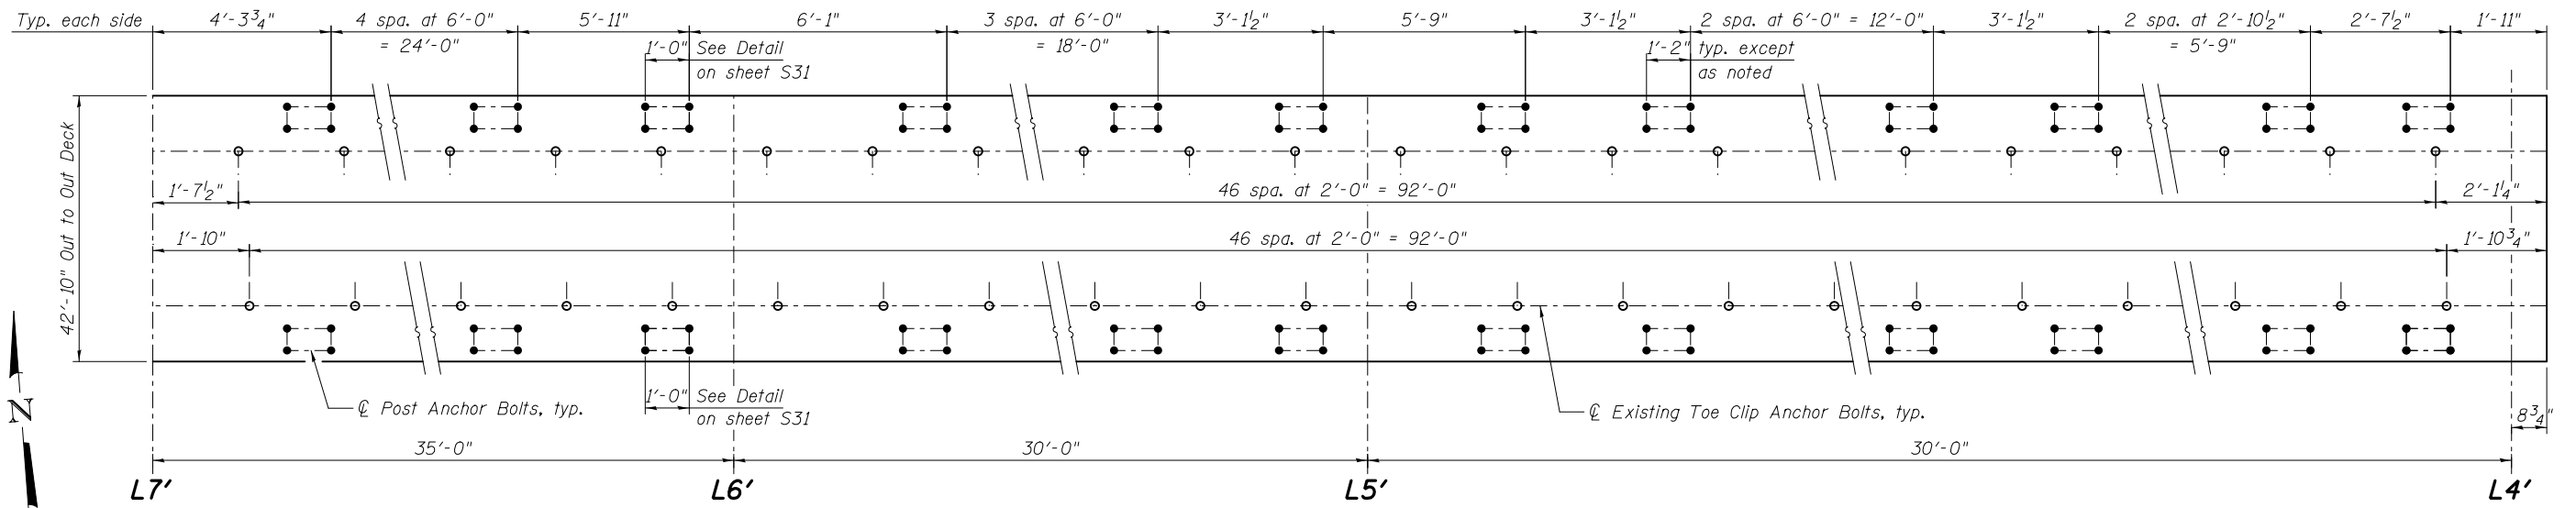 Typ. each side 4'-3¾" 4 spa. at 6'-0" 5'-11" 6'-1" 3 spa. at 6'-0" 3'-1½" 5'-9" 3'-1½" 2 spa. at 6'-0" = 12'-0" 3'-1½" 2 spa. at 2'-10½" 2'-7½" 1'-11"
= 24'-0" = 18'-0" = 5'-9"
1'-0" See Detail
on sheet S31
1'-2" typ. except
as noted
42'-10" Out to Out Deck
1'-7½" 46 spa. at 2'-0" = 92'-0" 2'-1¼"
1'-10" 46 spa. at 2'-0" = 92'-0" 1'-10¾"
N
℄ Post Anchor Bolts, typ.
1'-0" See Detail
on sheet S31
℄ Existing Toe Clip Anchor Bolts, typ.
8¾"
35'-0" 30'-0" 30'-0"
L7' L6' L5' L4'